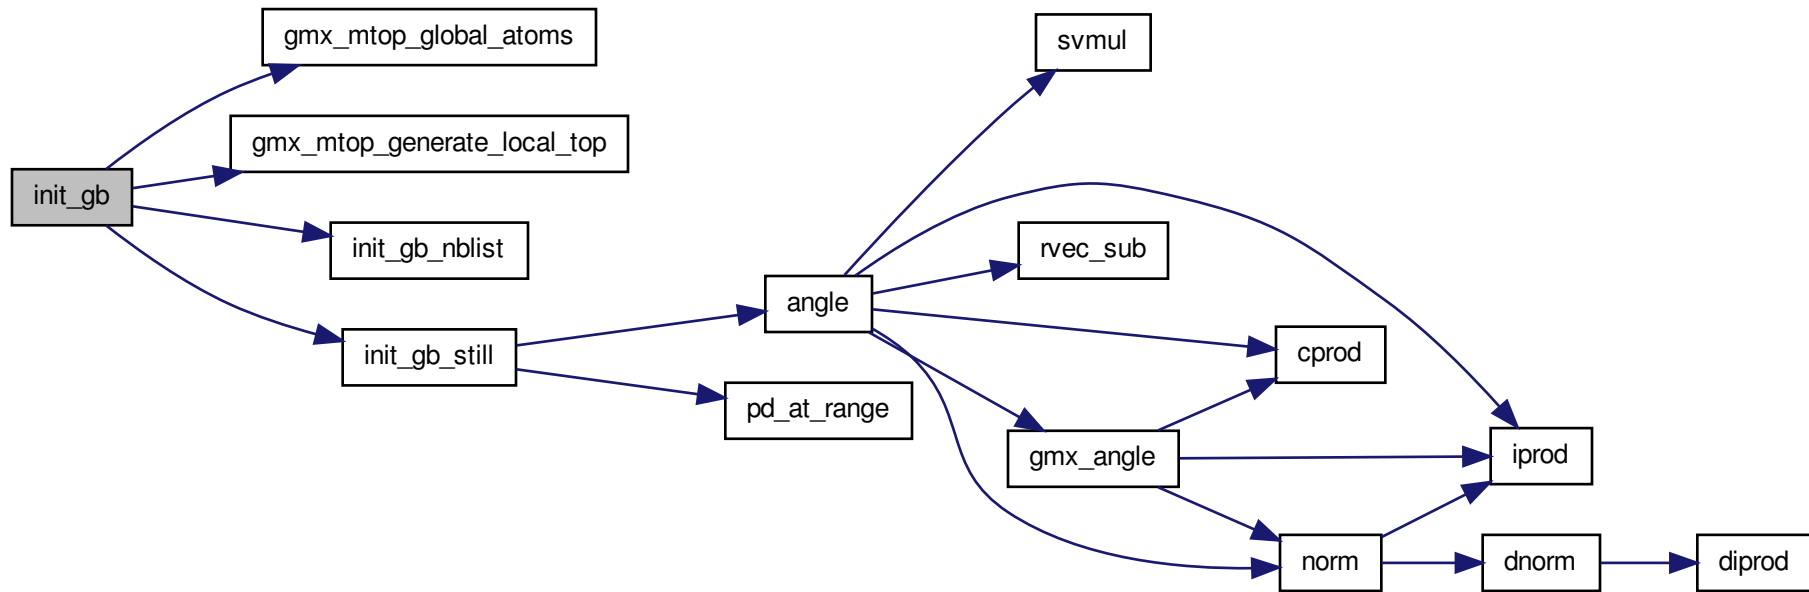 gmx_mtop_global_atoms
svmul
gmx_mtop_generate_local_top
init_gb
init_gb_nblist
rvec_sub
angle
init_gb_still
cprod
pd_at_range
gmx_angle
iprod
norm
dnorm
diprod